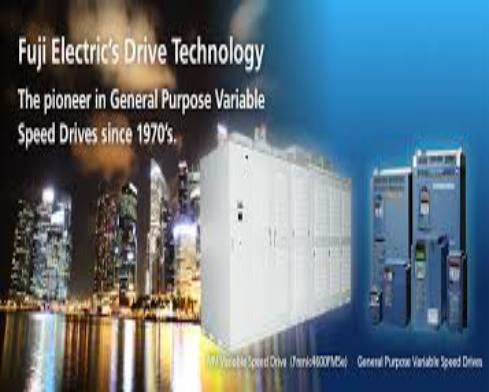 Fuji Electric's Drive Technology
The pioneer in General Purpose Variable
Speed Drives since 1970's.
MV Variable Speed Drive (Frenic4600FM5e) General Purpose Variable Speed Drives